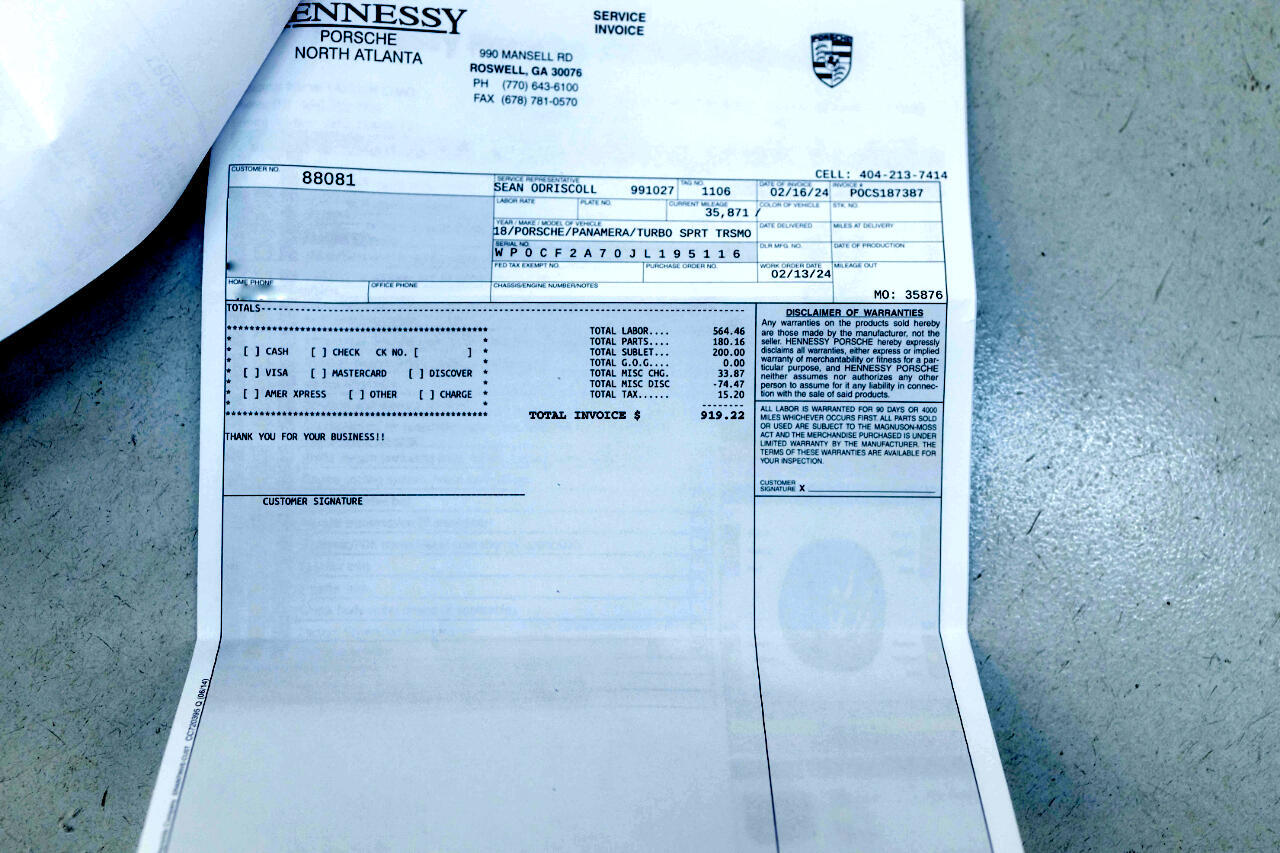 HENNESSY
PORSCHE
NORTH ATLANTA
SERVICE
INVOICE
990 MANSELL RD
ROSWELL, GA 30076
PH (770) 643-6100
FAX (678) 781-0570
PORSCHE
CELL: 404-213-7414
CUSTOMER NO. 88081
SERVICE REPRESENTATIVE TAG NO. DATE OF INVOICE INVOICE #
SEAN ODRISCOLL 991027 1106 02/16/24 POCS187387
LABOR RATE PLATE NO. CURRENT MILEAGE COLOR OF VEHICLE STK. NO.
35,871 /
YEAR / MAKE / MODEL OF VEHICLE DATE DELIVERED MILES AT DELIVERY
18/PORSCHE/PANAMERA/TURBO SPRT TRSMO
SERIAL NO. DLR MFG. NO. DATE OF PRODUCTION
WP0CF2A70JL195116
FED TAX EXEMPT NO. PURCHASE ORDER NO. WORK ORDER DATE MILEAGE OUT
02/13/24
HOME PHONE OFFICE PHONE CHASSIS/ENGINE NUMBER/NOTES
MO: 35876
TOTALS------------------------------------------------------------
****************************************************
* *
* [ ] CASH [ ] CHECK CK NO. [ ] *
* *
* [ ] VISA [ ] MASTERCARD [ ] DISCOVER *
* *
* [ ] AMER XPRESS [ ] OTHER [ ] CHARGE *
* *
****************************************************
TOTAL LABOR.... 564.46
TOTAL PARTS.... 180.16
TOTAL SUBLET... 200.00
TOTAL G.O.G.... 0.00
TOTAL MISC CHG. 33.87
TOTAL MISC DISC -74.47
TOTAL TAX...... 15.20
--------
TOTAL INVOICE $ 919.22
THANK YOU FOR YOUR BUSINESS!!
CUSTOMER SIGNATURE
DISCLAIMER OF WARRANTIES
Any warranties on the products sold hereby
are those made by the manufacturer, not the
seller. HENNESSY PORSCHE hereby expressly
disclaims all warranties, either express or implied
warranty of merchantability or fitness for a par-
ticular purpose, and HENNESSY PORSCHE
neither assumes nor authorizes any other
person to assume for it any liability in connec-
tion with the sale of said products.
ALL LABOR IS WARRANTED FOR 90 DAYS OR 4000
MILES WHICHEVER OCCURS FIRST. ALL PARTS SOLD
OR USED ARE SUBJECT TO THE MAGNUSON-MOSS
ACT AND THE MERCHANDISE PURCHASED IS UNDER
LIMITED WARRANTY BY THE MANUFACTURER. THE
TERMS OF THESE WARRANTIES ARE AVAILABLE FOR
YOUR INSPECTION.
CUSTOMER
SIGNATURE X
CC720395 Q (06/14)